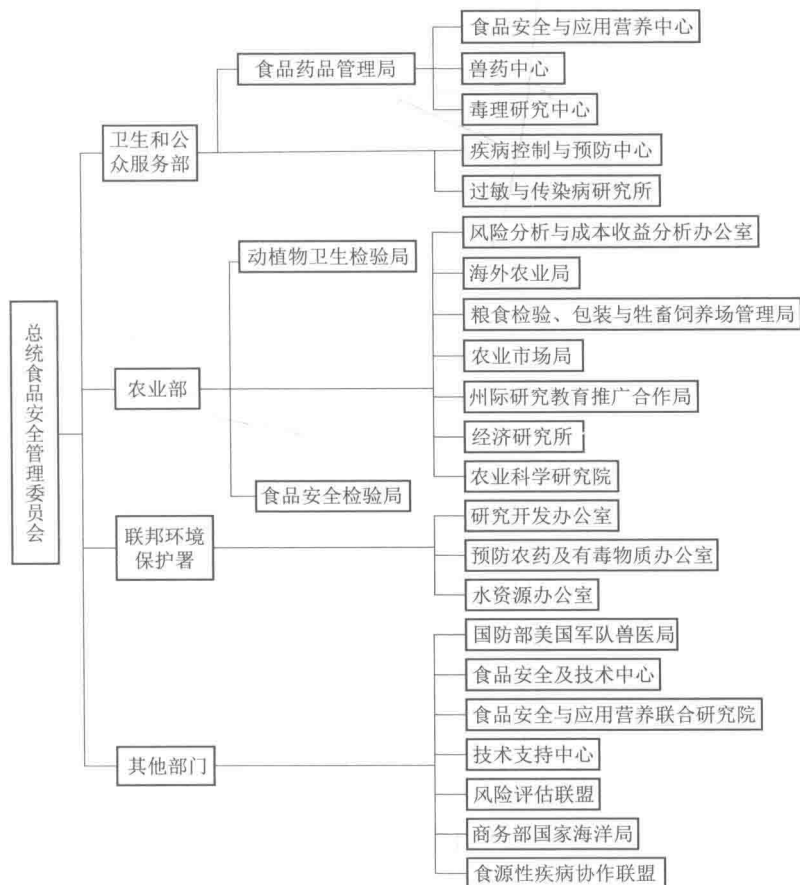 总统食品安全管理委员会
卫生和公
众服务部
食品药品管理局
食品安全与应用营养中心
兽药中心
毒理研究中心
疾病控制与预防中心
过敏与传染病研究所
农业部
动植物卫生检验局
食品安全检验局
风险分析与成本收益分析办公室
海外农业局
粮食检验、包装与牲畜饲养场管理局
农业市场局
州际研究教育推广合作局
经济研究所
农业科学研究院
联邦环境
保护署
研究开发办公室
预防农药及有毒物质办公室
水资源办公室
其他部门
国防部美国军队兽医局
食品安全及技术中心
食品安全与应用营养联合研究院
技术支持中心
风险评估联盟
商务部国家海洋局
食源性疾病协作联盟